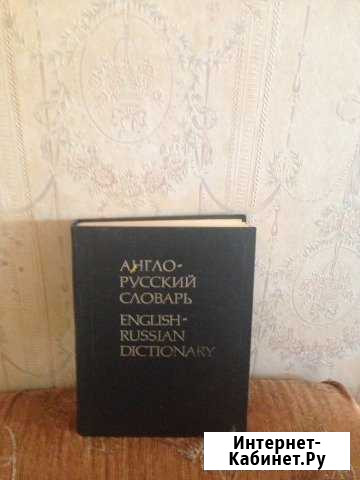 АНГЛО-
РУССКИЙ
СЛОВАРЬ
ENGLISH-
RUSSIAN
DICTIONARY
Интернет-
Кабинет.Ру